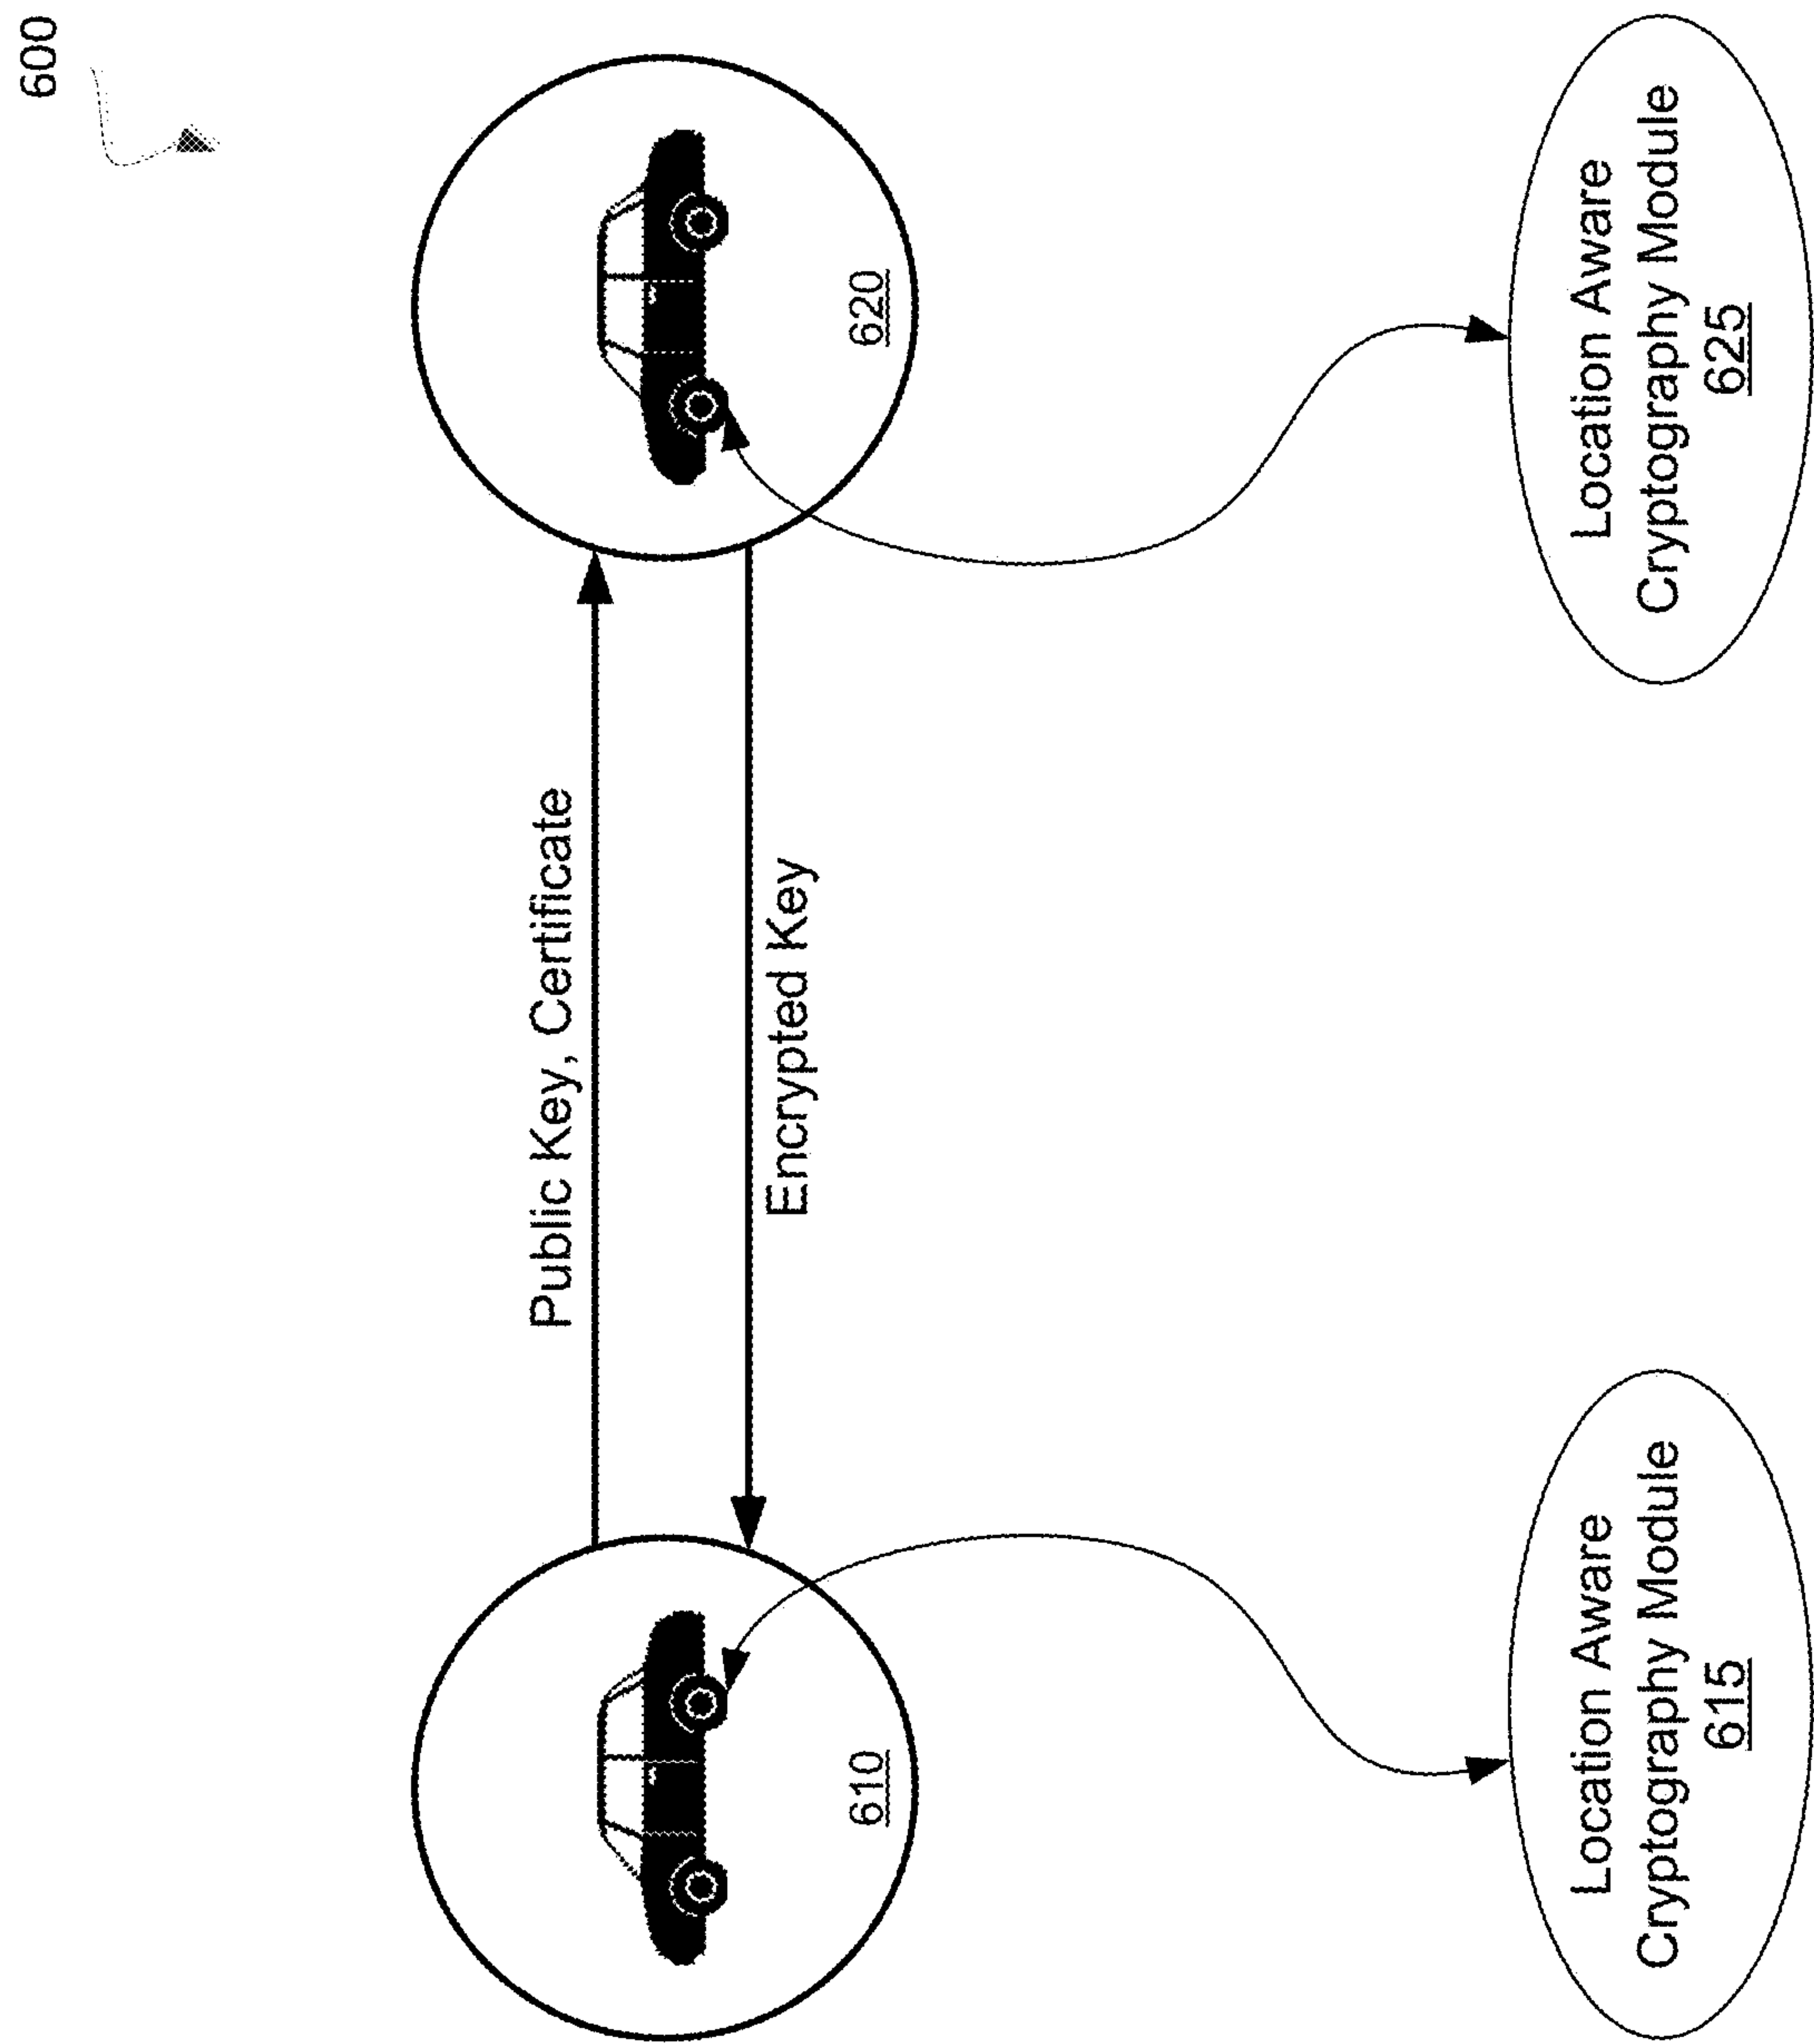 600
Public Key, Certificate
Encrypted Key
610
620
Location Aware
Cryptography Module
615
Location Aware
Cryptography Module
625